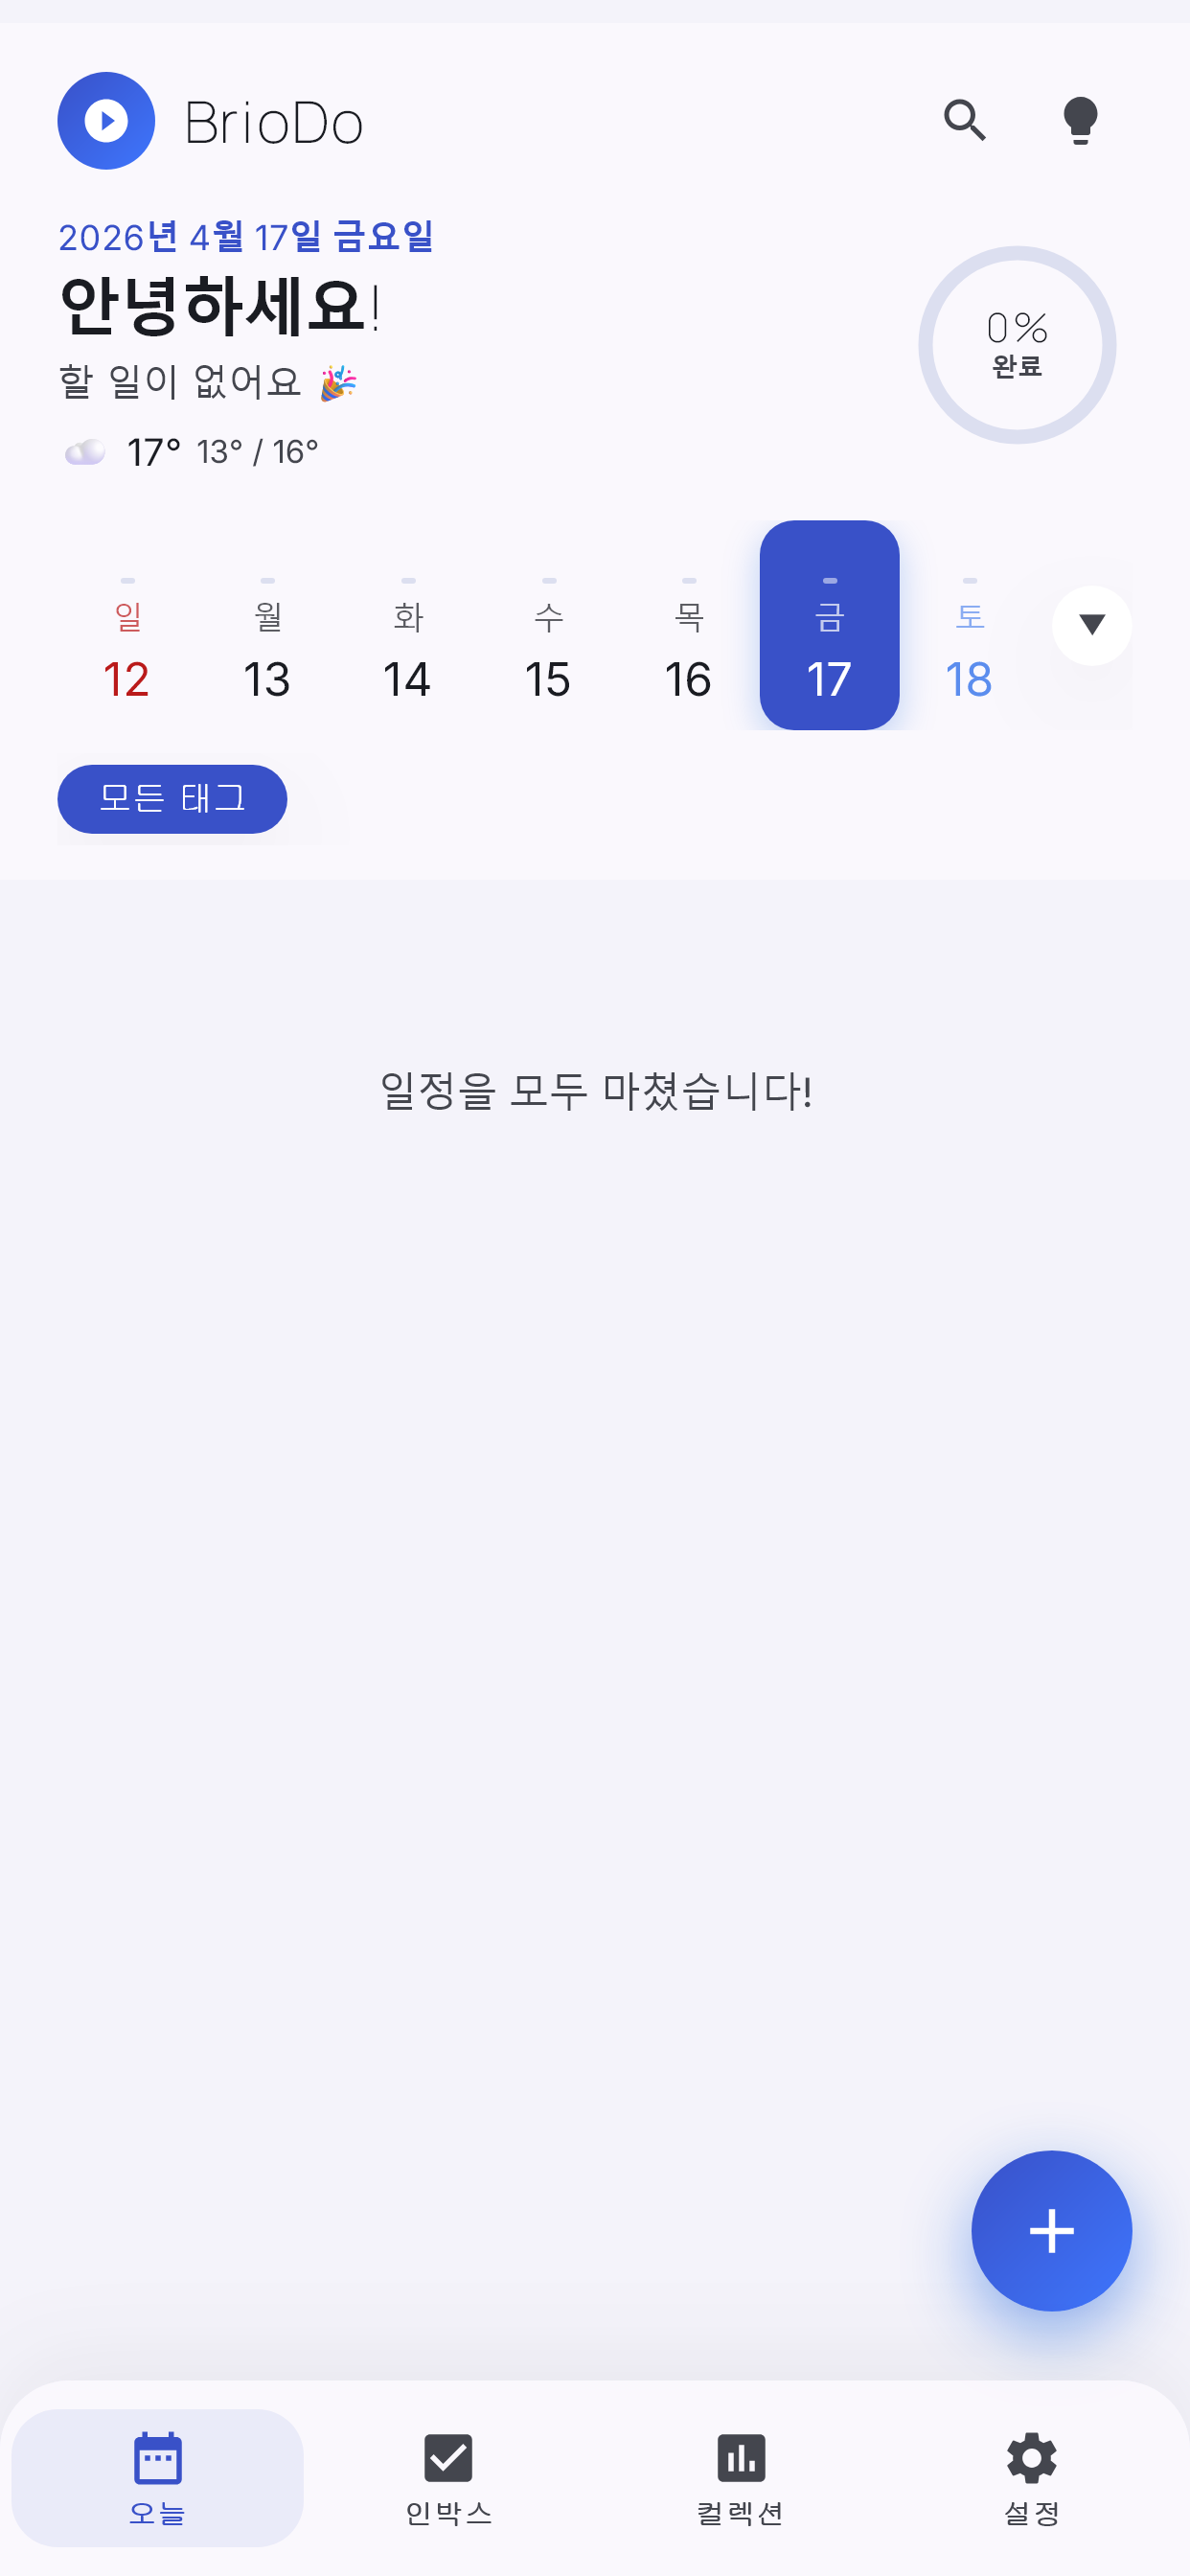 BrioDo
2026년 4월 17일 금요일
안녕하세요!
할 일이 없어요 🎉
17° 13° / 16°
0%
완료
일 월 화 수 목 금 토
12 13 14 15 16 17 18
모든 태그
일정을 모두 마쳤습니다!
오늘 인박스 컬렉션 설정